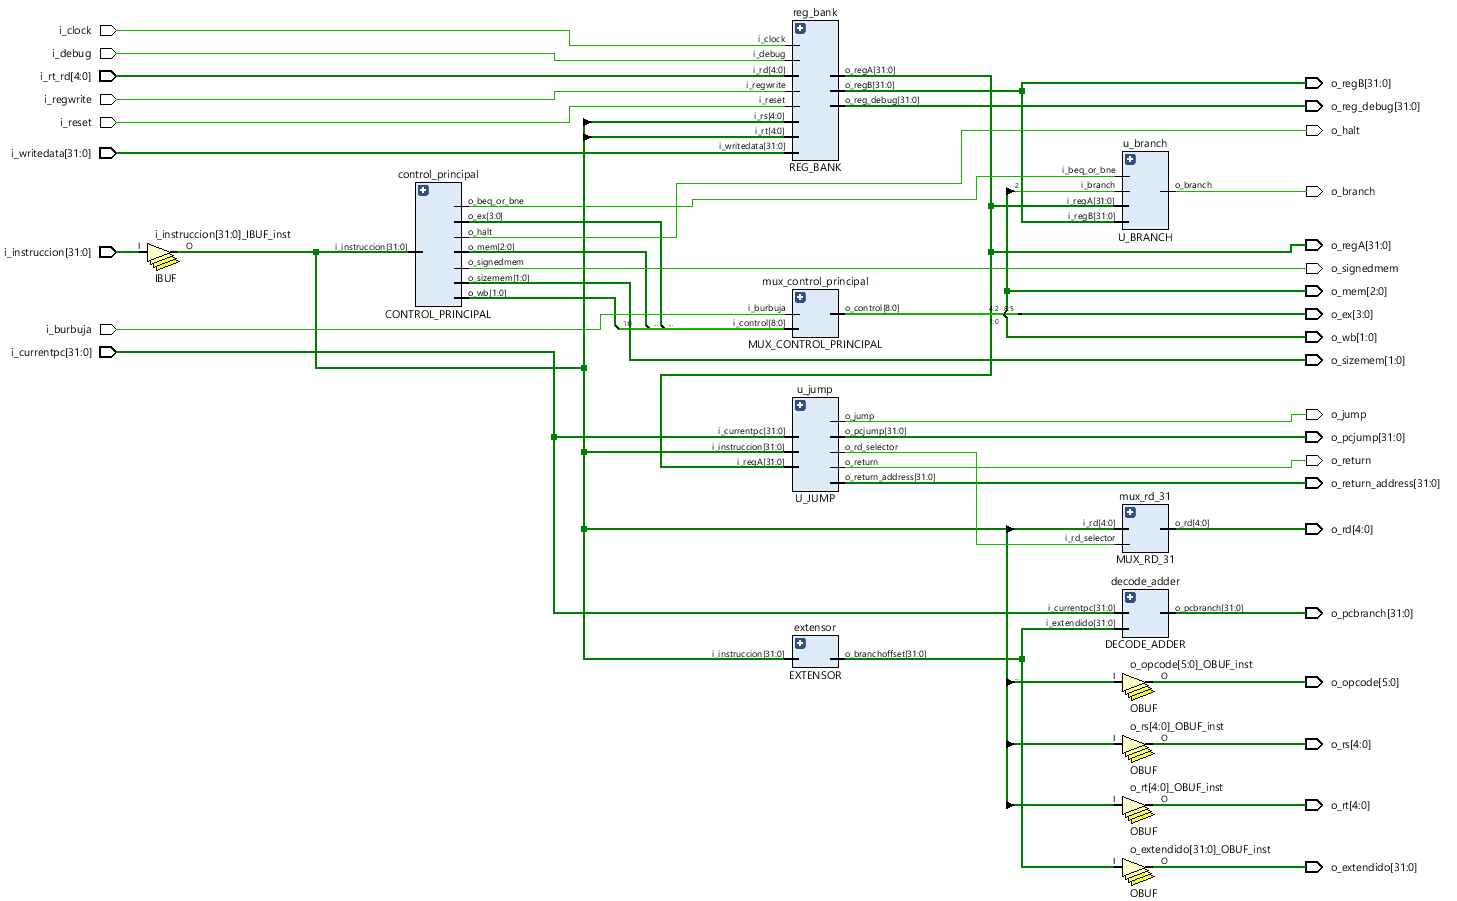 reg_bank
i_clock
i_debug
i_rt_rd[4:0]
i_regwrite
i_reset
i_writedata[31:0]
i_clock
i_debug
i_rd[4:0]
i_regwrite
i_reset
i_rs[4:0]
i_rt[4:0]
i_writedata[31:0]
o_regA[31:0]
o_regB[31:0]
o_reg_debug[31:0]
REG_BANK
o_regB[31:0]
o_reg_debug[31:0]
o_halt
u_branch
i_beq_or_bne
i_branch
i_regA[31:0]
i_regB[31:0]
2
o_branch
U_BRANCH
o_branch
control_principal
i_instruccion[31:0]
i_instruccion[31:0]_IBUF_inst
I
O
IBUF
i_instruccion[31:0]
o_beq_or_bne
o_ex[3:0]
o_halt
o_mem[2:0]
o_signedmem
o_sizemem[1:0]
o_wb[1:0]
CONTROL_PRINCIPAL
o_regA[31:0]
o_signedmem
o_mem[2:0]
o_ex[3:0]
o_wb[1:0]
o_sizemem[1:0]
mux_control_principal
i_burbuja
i_control[8:0]
1:0
...
...
o_control[8:0]
4:2
8:5
1:0
MUX_CONTROL_PRINCIPAL
i_burbuja
i_currentpc[31:0]
u_jump
i_currentpc[31:0]
i_instruccion[31:0]
i_regA[31:0]
o_jump
o_pcjump[31:0]
o_rd_selector
o_return
o_return_address[31:0]
U_JUMP
o_jump
o_pcjump[31:0]
o_return
o_return_address[31:0]
mux_rd_31
i_rd[4:0]
i_rd_selector
o_rd[4:0]
MUX_RD_31
o_rd[4:0]
decode_adder
i_currentpc[31:0]
i_extendido[31:0]
o_pcbranch[31:0]
DECODE_ADDER
o_pcbranch[31:0]
extensor
i_instruccion[31:0]
o_branchoffset[31:0]
EXTENSOR
o_opcode[5:0]_OBUF_inst
I
O
OBUF
o_opcode[5:0]
o_rs[4:0]_OBUF_inst
I
O
OBUF
o_rs[4:0]
o_rt[4:0]_OBUF_inst
I
O
OBUF
o_rt[4:0]
o_extendido[31:0]_OBUF_inst
I
O
OBUF
o_extendido[31:0]